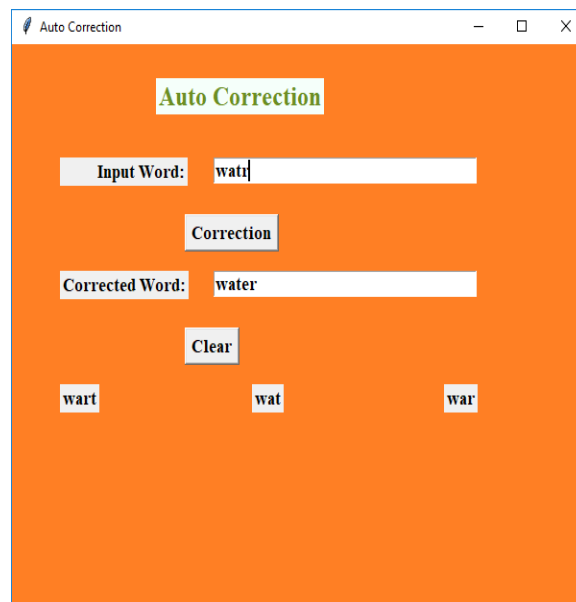 Auto Correction
Auto Correction
Input Word: watr
Correction
Corrected Word: water
Clear
wart wat war